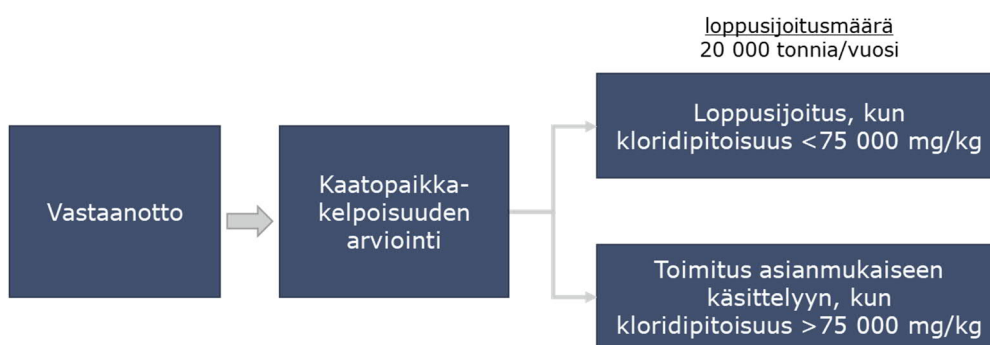 loppusijoitusmäärä
20 000 tonnia/vuosi
Vastaanotto
Kaatopaikka-
kelpoisuuden
arviointi
Loppusijoitus, kun
kloridipitoisuus <75 000 mg/kg
Toimitus asianmukaiseen
käsittelyyn, kun
kloridipitoisuus >75 000 mg/kg